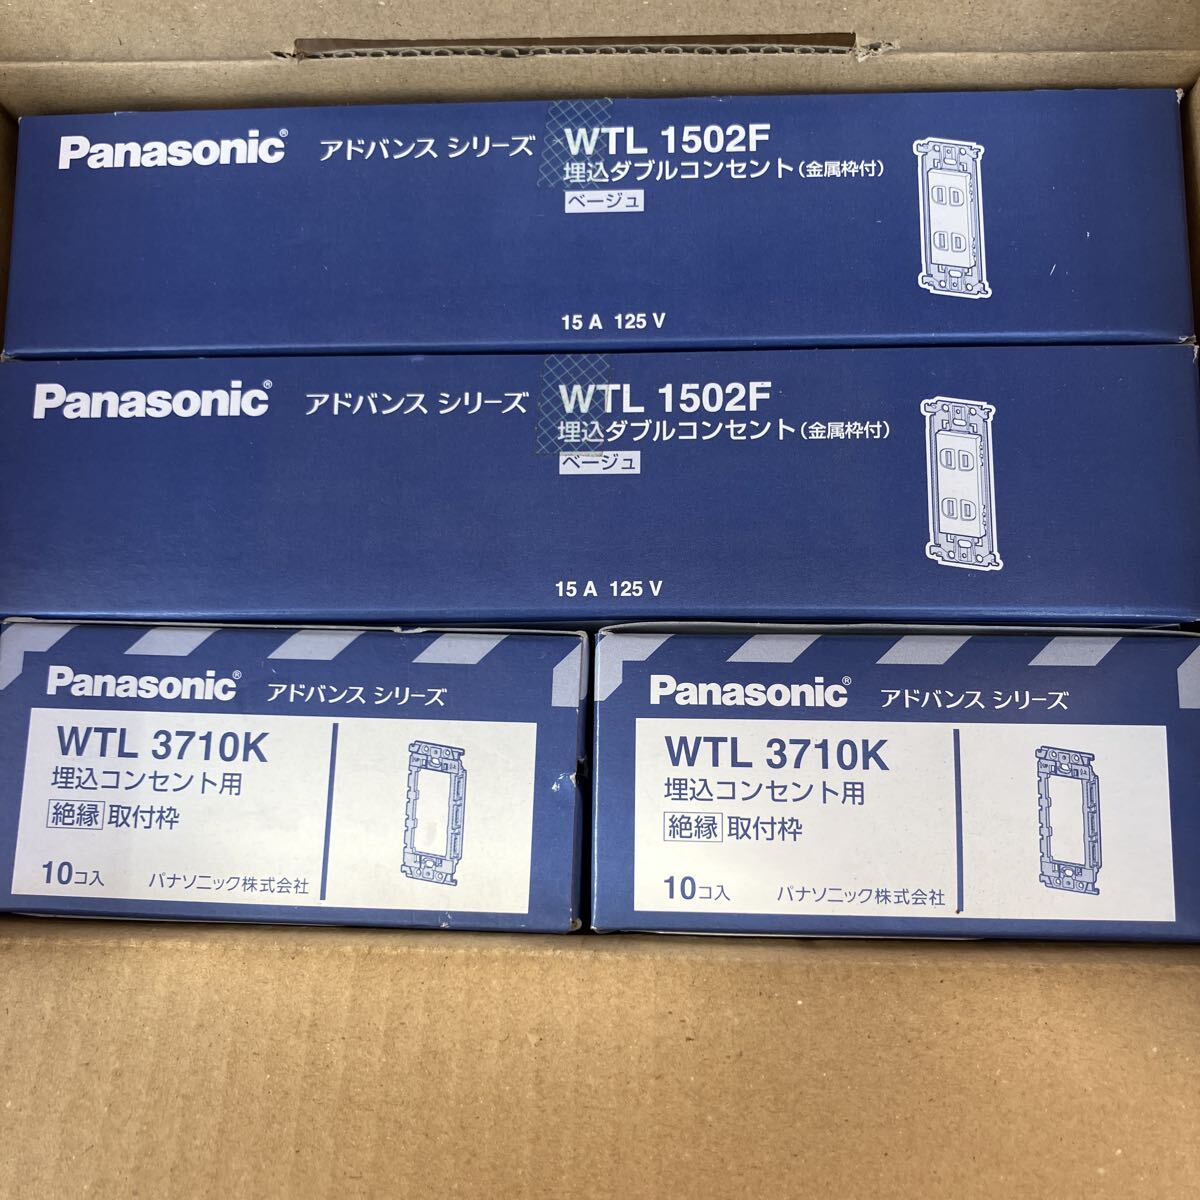 Panasonic® アドバンス シリーズ WTL 1502F
埋込ダブルコンセント(金属枠付)
ベージュ
15 A 125 V
Panasonic® アドバンス シリーズ WTL 1502F
埋込ダブルコンセント(金属枠付)
ベージュ
15 A 125 V
Panasonic® アドバンス シリーズ
WTL 3710K
埋込コンセント用
絶縁 取付枠
10コ入 パナソニック株式会社
Panasonic® アドバンス シリーズ
WTL 3710K
埋込コンセント用
絶縁 取付枠
10コ入 パナソニック株式会社